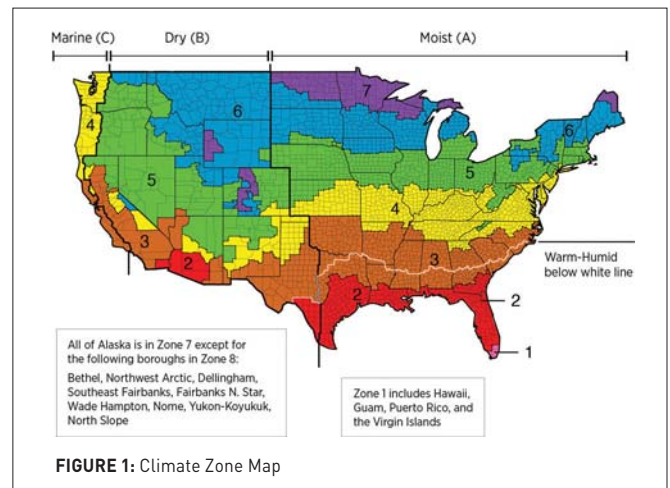 Marine (C)
Dry (B)
Moist (A)
7
6
6
4
5
5
4
3
3
2
2
Warm-Humid
below white line
2
1
All of Alaska is in Zone 7 except for
the following boroughs in Zone 8:
Bethel, Northwest Arctic, Dellingham,
Southeast Fairbanks, Fairbanks N. Star,
Wade Hampton, Nome, Yukon-Koyukuk,
North Slope
Zone 1 includes Hawaii,
Guam, Puerto Rico, and
the Virgin Islands
FIGURE 1: Climate Zone Map